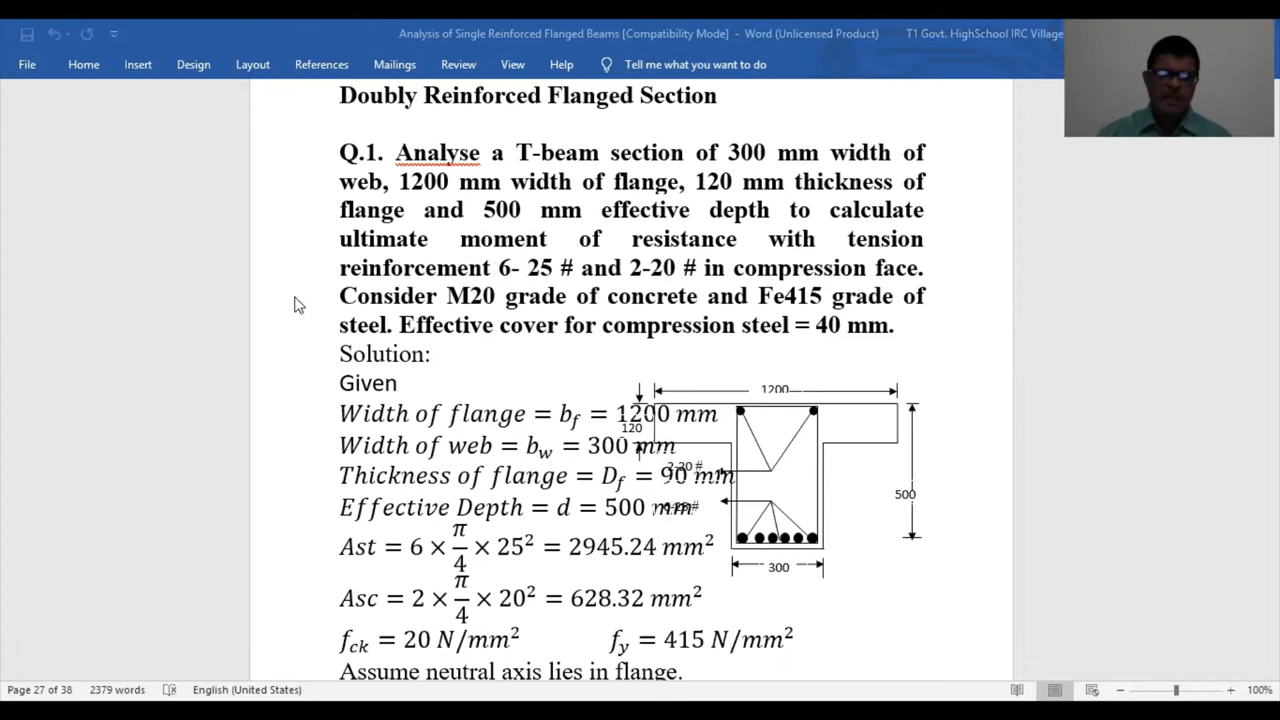 Analysis of Single Reinforced Flanged Beams [Compatibility Mode] - Word (Unlicensed Product)
T1 Govt. HighSchool IRC Village
File Home Insert Design Layout References Mailings Review View Help Tell me what you want to do
Doubly Reinforced Flanged Section
Q.1. Analyse a T-beam section of 300 mm width of
web, 1200 mm width of flange, 120 mm thickness of
flange and 500 mm effective depth to calculate
ultimate moment of resistance with tension
reinforcement 6- 25 # and 2-20 # in compression face.
Consider M20 grade of concrete and Fe415 grade of
steel. Effective cover for compression steel = 40 mm.
Solution:
Given
Width of flange = b_f = 1200 mm
Width of web = b_w = 300 mm
Thickness of flange = D_f = 90 mm
Effective Depth = d = 500 mm
Ast = 6 × π/4 × 25² = 2945.24 mm²
Asc = 2 × π/4 × 20² = 628.32 mm²
f_ck = 20 N/mm² f_y = 415 N/mm²
Assume neutral axis lies in flange.
1200
120
2-20 #
500
300
Page 27 of 38 2379 words English (United States) 100%